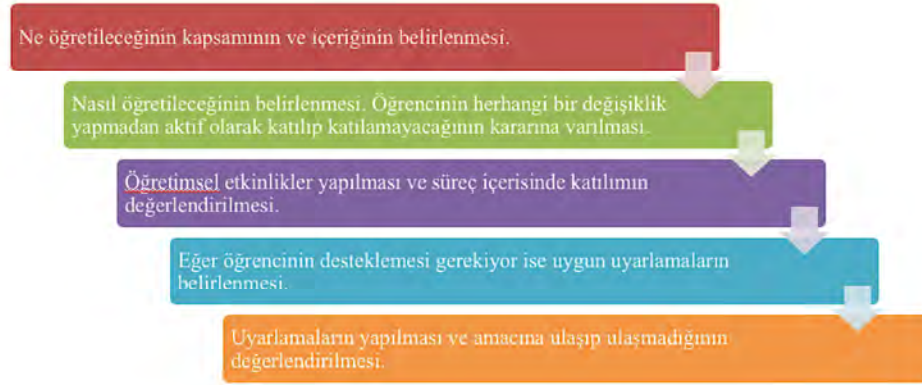 Ne öğretileceğinin kapsamının ve içeriğinin belirlenmesi.
Nasıl öğretileceğinin belirlenmesi. Öğrencinin herhangi bir değişiklik
yapmadan aktif olarak katılıp katılamayacağının kararına varılması.
Öğretimsel etkinlikler yapılması ve süreç içerisinde katılımın
değerlendirilmesi.
Eğer öğrencinin desteklemesi gerekiyor ise uygun uyarlamaların
belirlenmesi.
Uyarlamaların yapılması ve amacına ulaşıp ulaşmadığının
değerlendirilmesi.